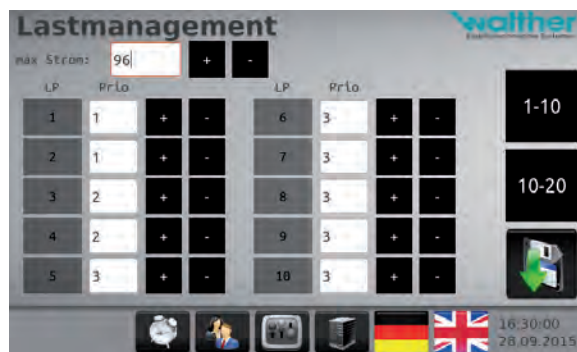 Lastmanagement
walther
max Strom: 96 + -
LP Prio LP Prio
1 1 + - 6 3 + -
2 1 + - 7 3 + -
3 2 + - 8 3 + -
4 2 + - 9 3 + -
5 3 + - 10 3 + -
1-10
10-20
16:30:00
28.09.2015